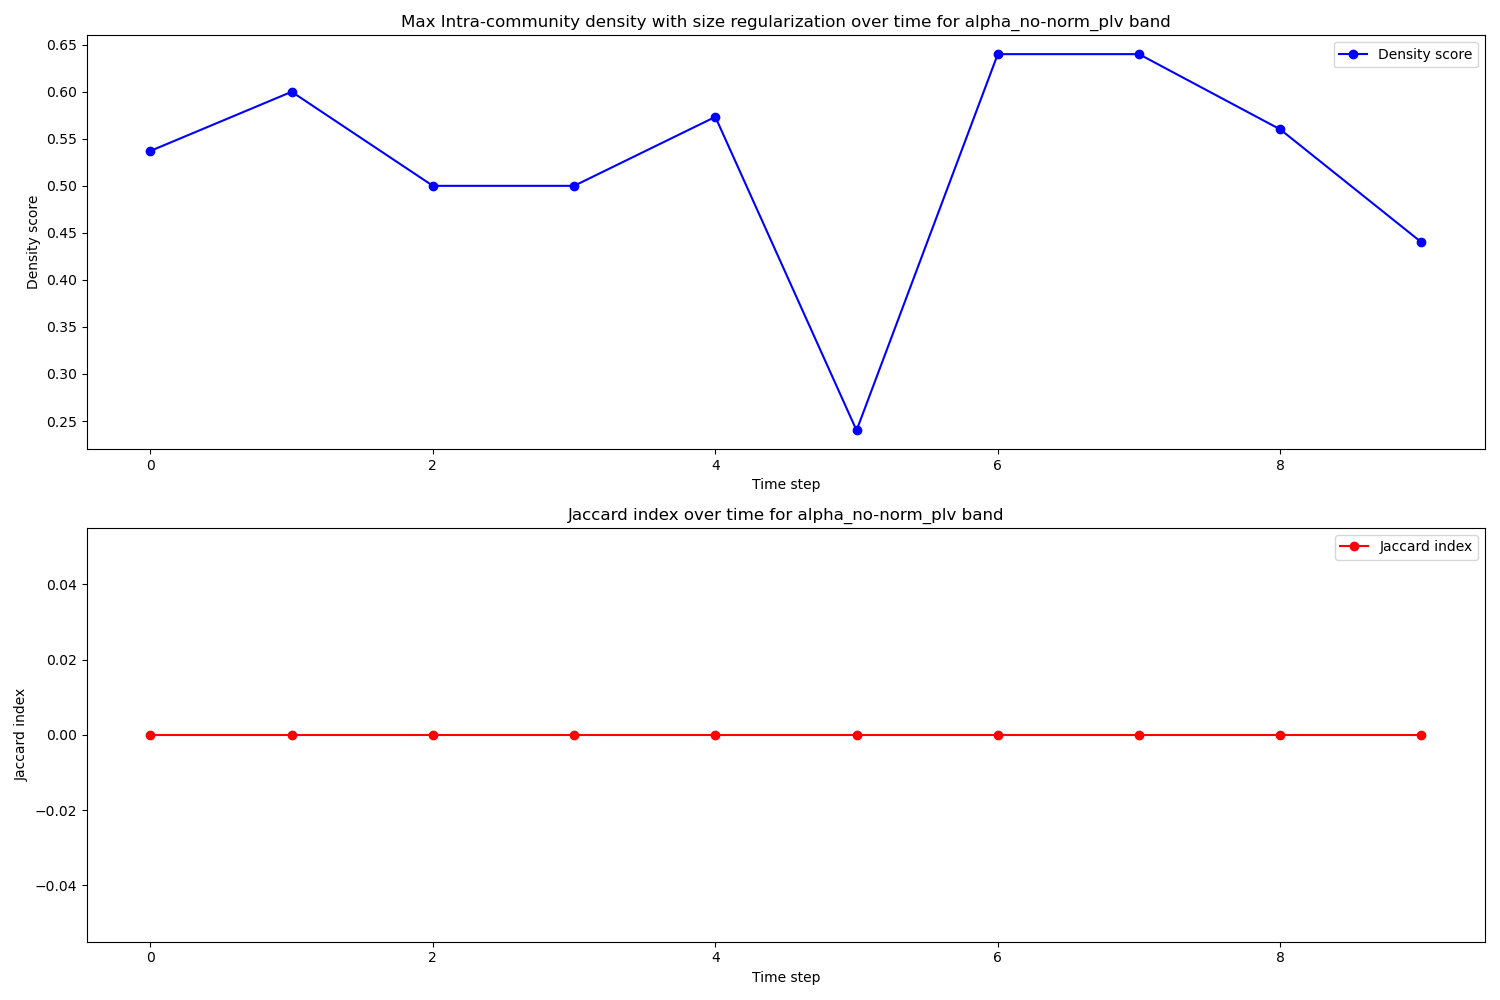 Max Intra-community density with size regularization over time for alpha_no-norm_plv band
Density score
0.65
0.60
0.55
0.50
0.45
0.40
0.35
0.30
0.25
Density score
0 2 4 6 8
Time step
Jaccard index over time for alpha_no-norm_plv band
Jaccard index
0.04
0.02
0.00
−0.02
−0.04
Jaccard index
0 2 4 6 8
Time step